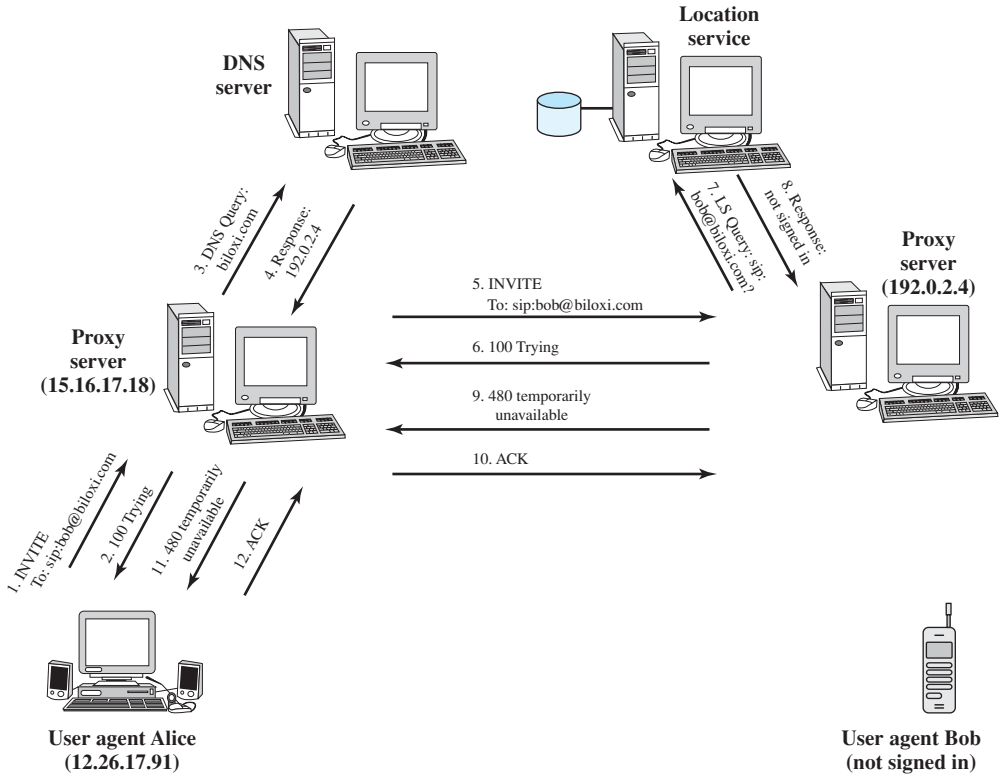 Location
service
DNS
server
3. DNS Query:
biloxi.com
4. Response:
192.0.2.4
7. LS Query: sip:
bob@biloxi.com?
8. Response:
not signed in
Proxy
server
(192.0.2.4)
5. INVITE
To: sip:bob@biloxi.com
6. 100 Trying
Proxy
server
(15.16.17.18)
9. 480 temporarily
unavailable
10. ACK
1. INVITE
To: sip:bob@biloxi.com
2. 100 Trying
11. 480 temporarily
unavailable
12. ACK
User agent Alice
(12.26.17.91)
User agent Bob
(not signed in)